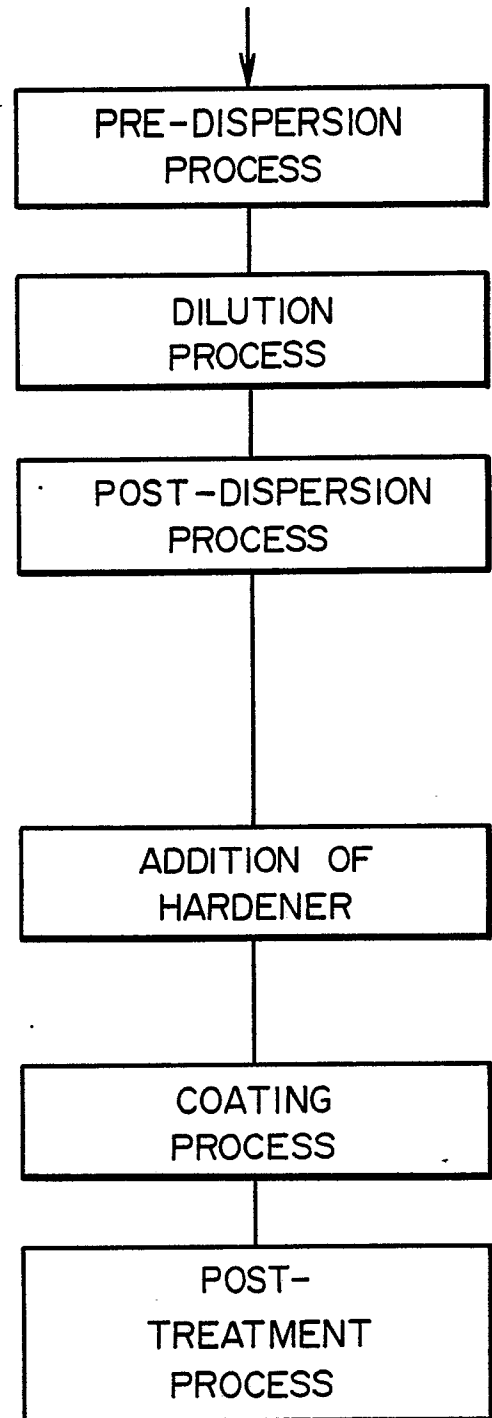 PRE-DISPERSION
PROCESS
DILUTION
PROCESS
POST-DISPERSION
PROCESS
ADDITION OF
HARDENER
COATING
PROCESS
POST-
TREATMENT
PROCESS